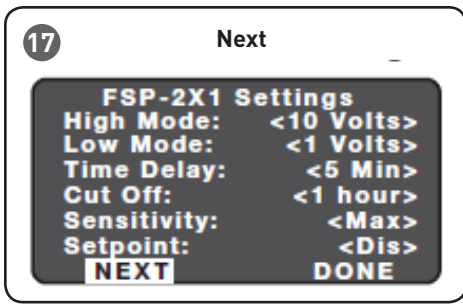 17 Next
FSP-2X1 Settings
High Mode: <10 Volts>
Low Mode: <1 Volts>
Time Delay: <5 Min>
Cut Off: <1 hour>
Sensitivity: <Max>
Setpoint: <Dis>
NEXT DONE